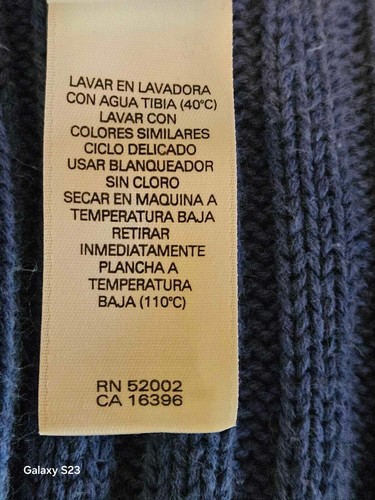 LAVAR EN LAVADORA
CON AGUA TIBIA (40°C)
LAVAR CON
COLORES SIMILARES
CICLO DELICADO
USAR BLANQUEADOR
SIN CLORO
SECAR EN MAQUINA A
TEMPERATURA BAJA
RETIRAR
INMEDIATAMENTE
PLANCHA A
TEMPERATURA
BAJA (110°C)
RN 52002
CA 16396
Galaxy S23